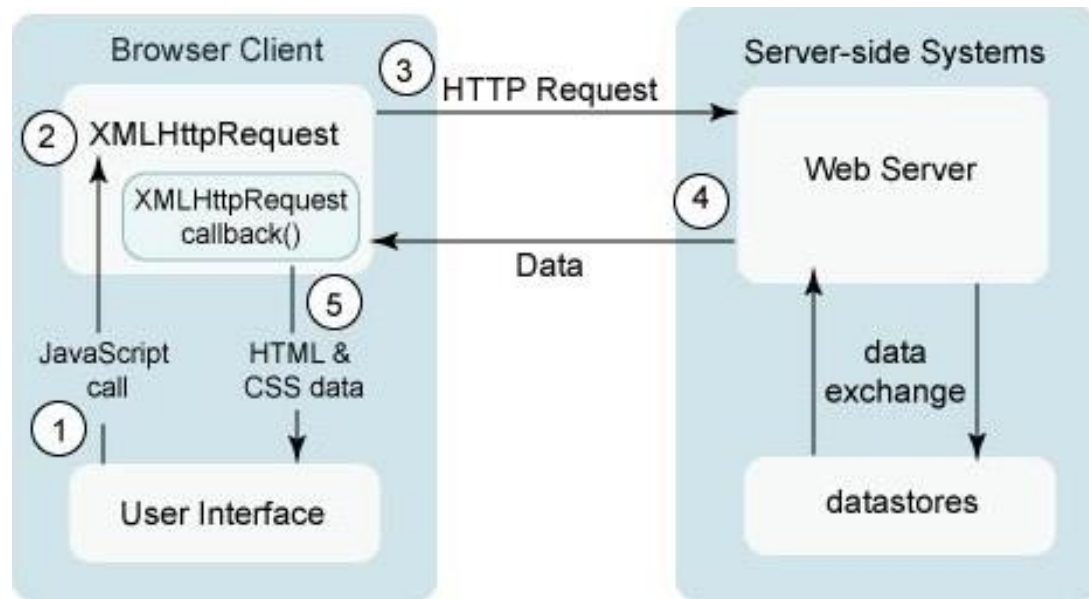 Browser Client
Server-side Systems
3
HTTP Request
2
XMLHttpRequest
XMLHttpRequest
callback()
Web Server
4
Data
5
JavaScript
call
HTML &
CSS data
data
exchange
1
User Interface
datastores